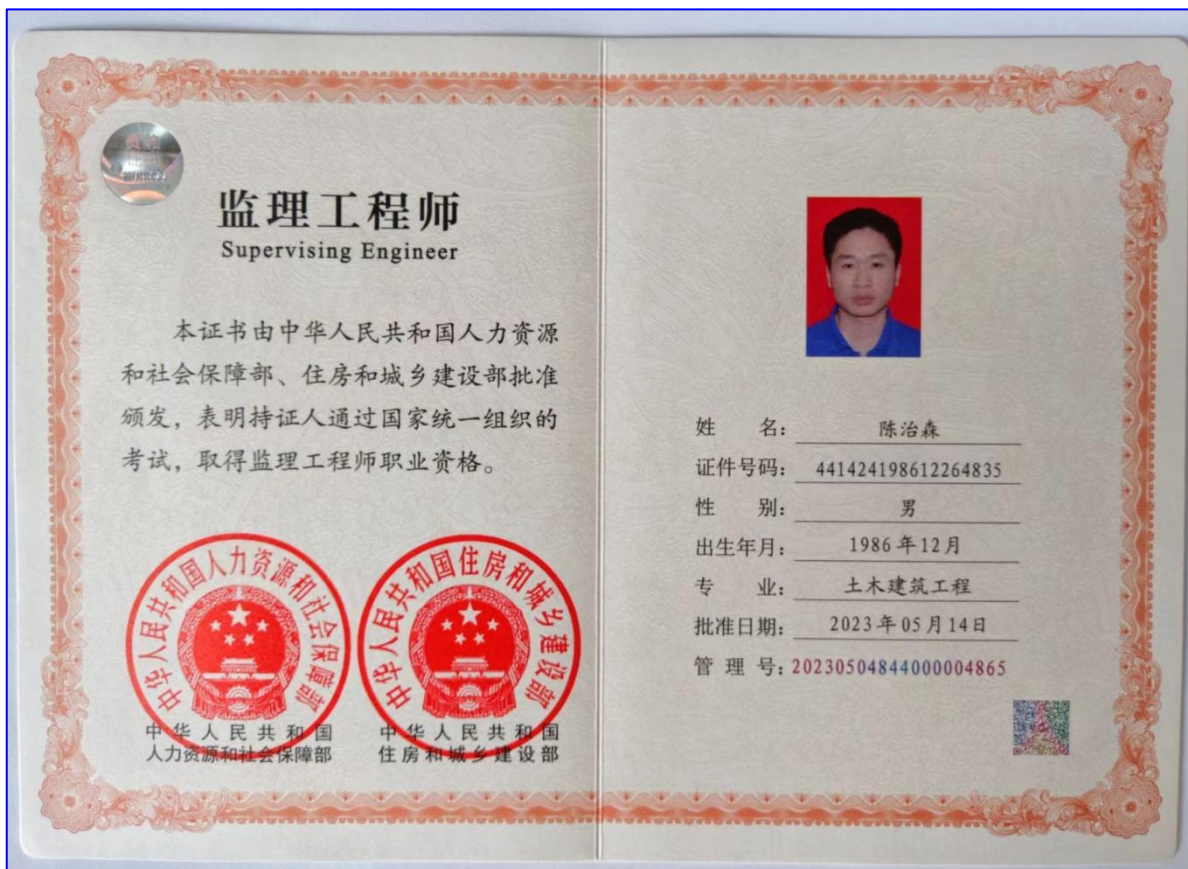 监理工程师
Supervising Engineer
本证书由中华人民共和国人力资源
和社会保障部、住房和城乡建设部批准
颁发，表明持证人通过国家统一组织的
考试，取得监理工程师职业资格。
中华人民共和国人力资源和社会保障部
中华人民共和国住房和城乡建设部
中华人民共和国
人力资源和社会保障部
中华人民共和国
住房和城乡建设部
姓名：陈治森
证件号码：441424198612264835
性别：男
出生年月：1986年12月
专业：土木建筑工程
批准日期：2023年05月14日
管理号：20230504844000004865